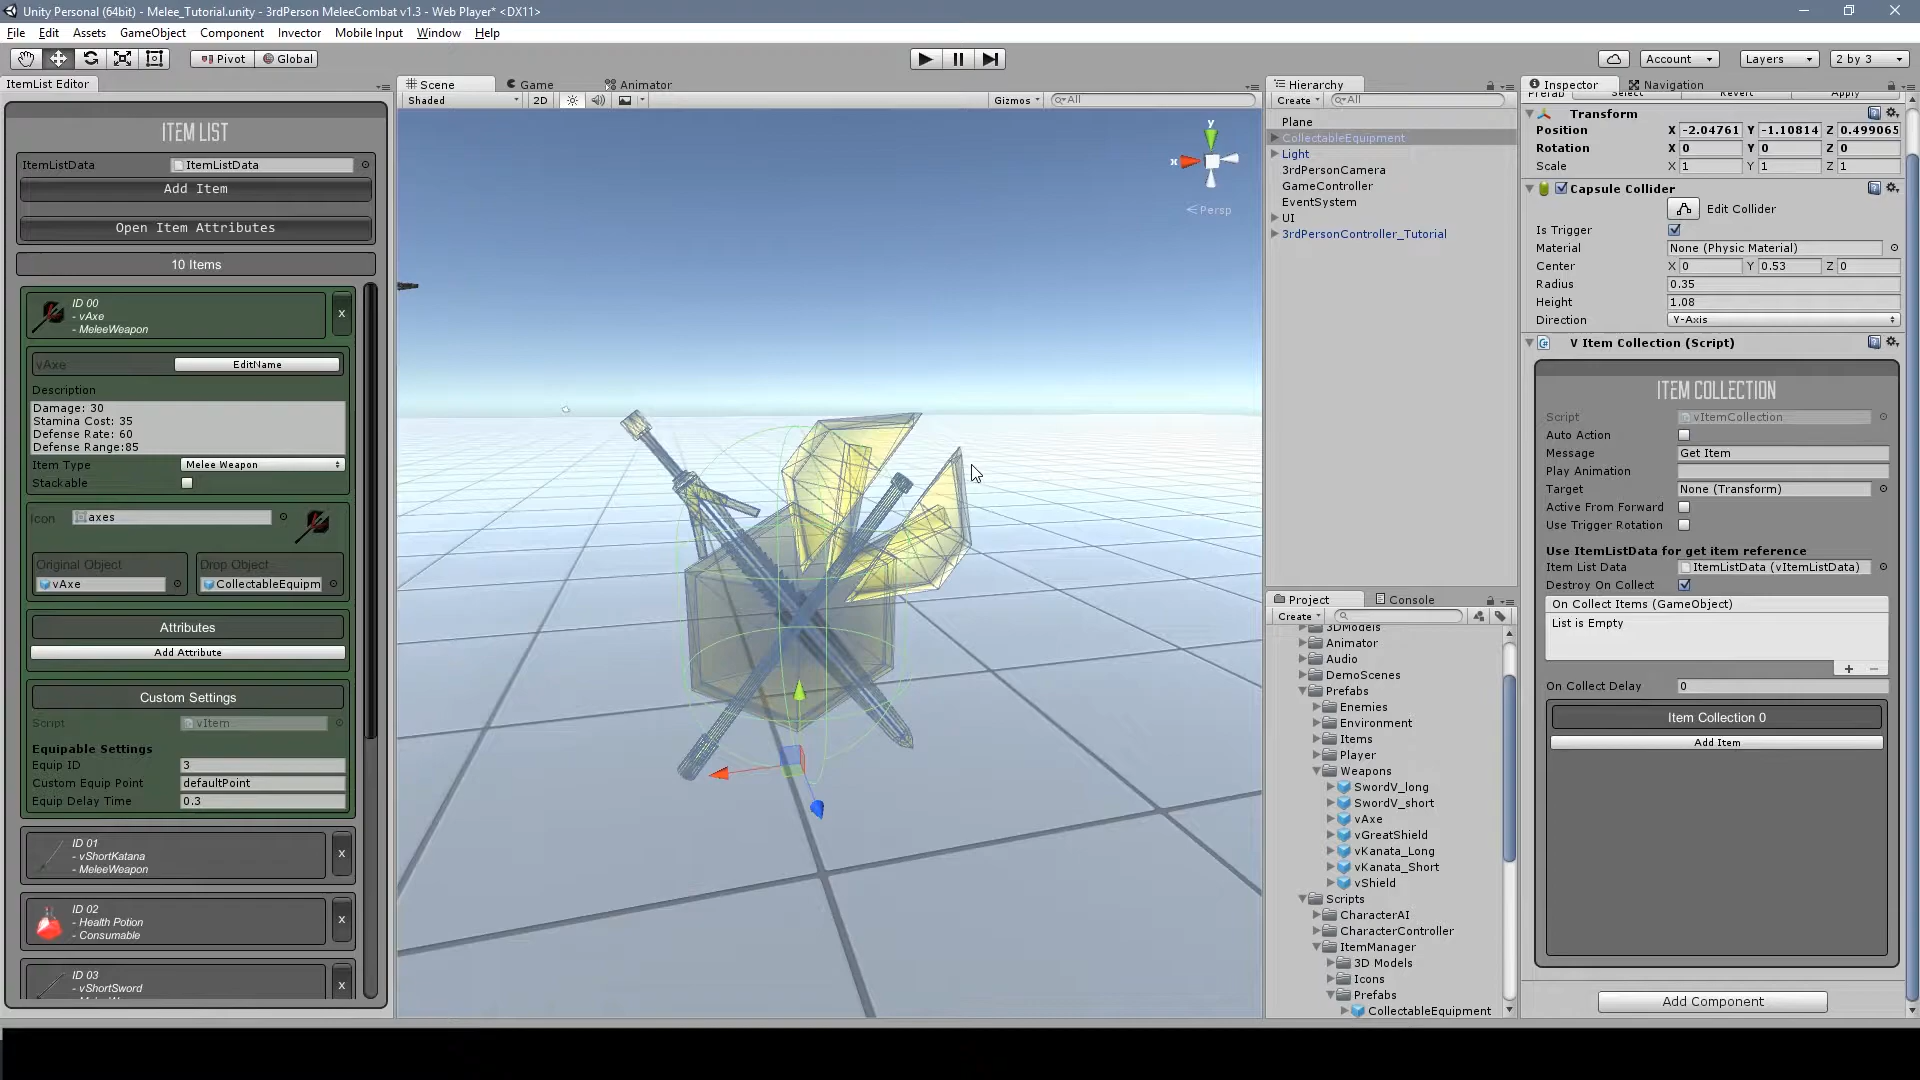 Unity Personal (64bit) - Melee_Tutorial.unity - 3rdPerson MeleeCombat v1.3 - Web Player* <DX11>
File Edit Assets GameObject Component Invector Mobile Input Window Help
Pivot Global Account Layers 2 by 3
ItemList Editor
ITEM LIST
ItemListData ItemListData
Add Item
Open Item Attributes
10 Items
ID 00
- vAxe
- MeleeWeapon
x
vAxe EditName
Description
Damage: 30
Stamina Cost: 35
Defense Rate: 60
Defense Range:85
Item Type Melee Weapon
Stackable
Icon axes
Original Object Drop Object
vAxe CollectableEquipm
Attributes
Add Attribute
Custom Settings
Script vItem
Equipable Settings
Equip ID 3
Custom Equip Point defaultPoint
Equip Delay Time 0.3
ID 01
- vShortKatana
- MeleeWeapon
x
ID 02
- Health Potion
- Consumable
x
ID 03
- vShortSword
x
Scene Game Animator
Shaded 2D Gizmos All
y
x
Persp
Hierarchy
Create All
Plane
CollectableEquipment
Light
3rdPersonCamera
GameController
EventSystem
UI
3rdPersonController_Tutorial
Project Console
Create
3DModels
Animator
Audio
DemoScenes
Prefabs
Enemies
Environment
Items
Player
Weapons
SwordV_long
SwordV_short
vAxe
vGreatShield
vKanata_Long
vKanata_Short
vShield
Scripts
CharacterAI
CharacterController
ItemManager
3D Models
Icons
Prefabs
CollectableEquipment
Inspector Navigation
Prefab Select Revert Apply
Transform
Position X -2.04761 Y -1.10814 Z 0.499065
Rotation X 0 Y 0 Z 0
Scale X 1 Y 1 Z 1
Capsule Collider
Edit Collider
Is Trigger
Material None (Physic Material)
Center X 0 Y 0.53 Z 0
Radius 0.35
Height 1.08
Direction Y-Axis
V Item Collection (Script)
ITEM COLLECTION
Script vItemCollection
Auto Action
Message Get Item
Play Animation
Target None (Transform)
Active From Forward
Use Trigger Rotation
Use ItemListData for get item reference
Item List Data ItemListData (vItemListData)
Destroy On Collect
On Collect Items (GameObject)
List is Empty
On Collect Delay 0
Item Collection 0
Add Item
Add Component